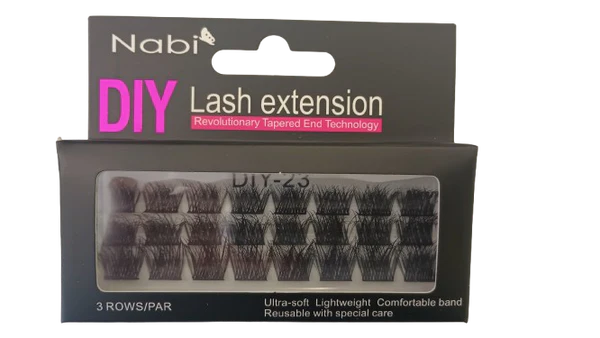 Nabi
DIY Lash extension
Revolutionary Tapered End Technology
DIY-23
3 ROWS/PAR
Ultra-soft Lightweight Comfortable band
Reusable with special care